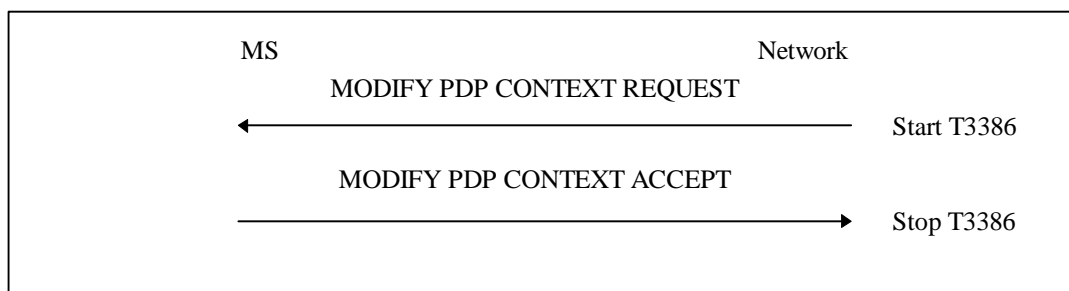 MS Network
MODIFY PDP CONTEXT REQUEST
Start T3386
MODIFY PDP CONTEXT ACCEPT
Stop T3386